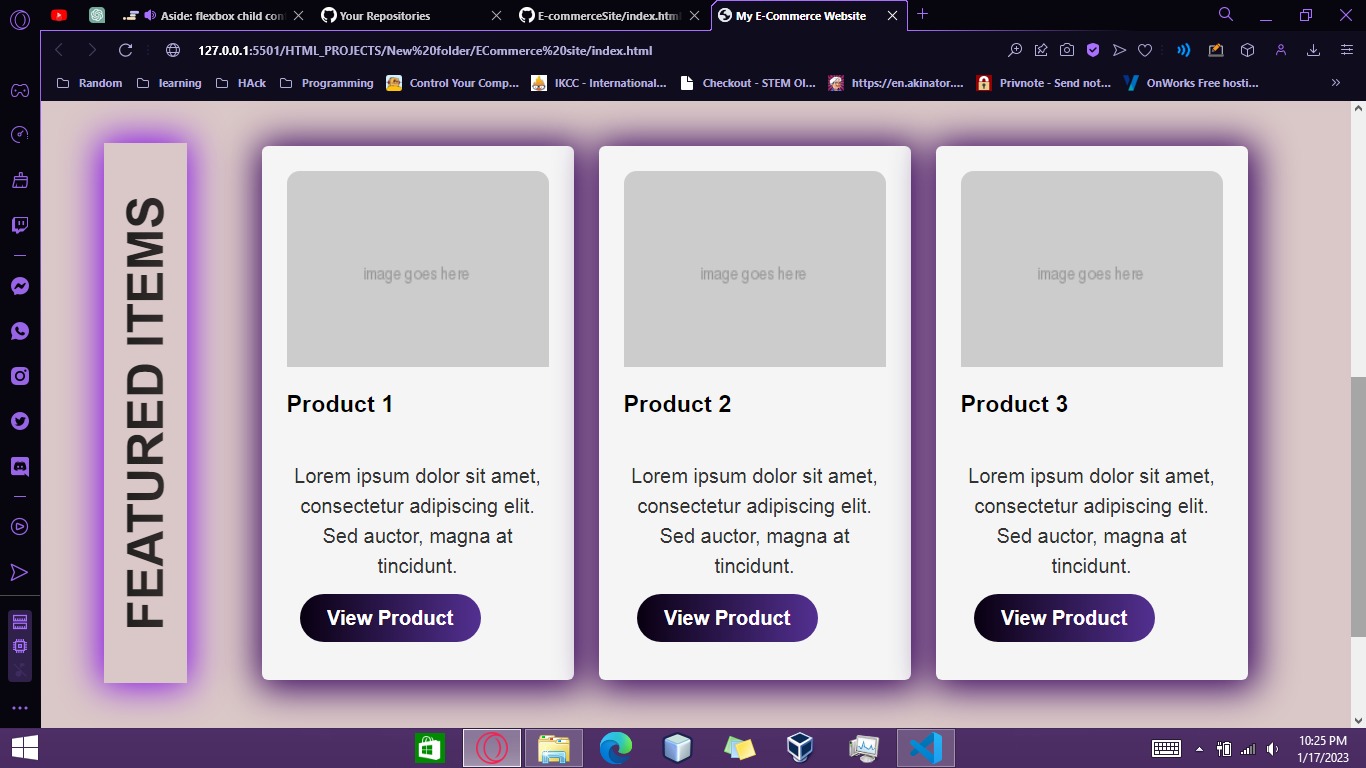 Aside: flexbox child con
Your Repositories
E-commerceSite/index.html
My E-Commerce Website
127.0.0.1:5501/HTML_PROJECTS/New%20folder/ECommerce%20site/index.html
Random
learning
HAck
Programming
Control Your Comp...
IKCC - International...
Checkout - STEM Ol...
https://en.akinator....
Privnote - Send not...
OnWorks Free hosti...
FEATURED ITEMS
image goes here
Product 1
Lorem ipsum dolor sit amet,
consectetur adipiscing elit.
Sed auctor, magna at
tincidunt.
View Product
image goes here
Product 2
Lorem ipsum dolor sit amet,
consectetur adipiscing elit.
Sed auctor, magna at
tincidunt.
View Product
image goes here
Product 3
Lorem ipsum dolor sit amet,
consectetur adipiscing elit.
Sed auctor, magna at
tincidunt.
View Product
10:25 PM
1/17/2023